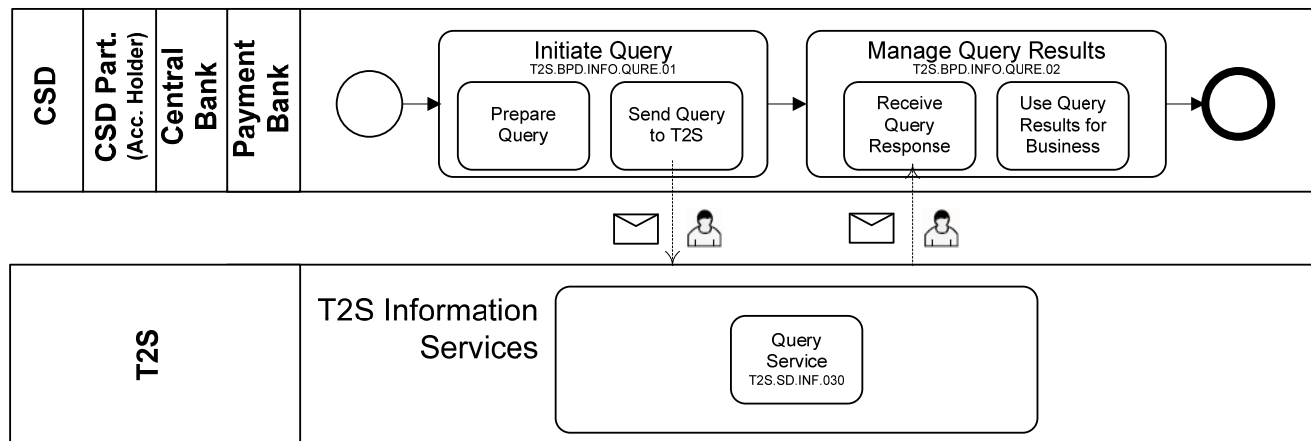 CSD
CSD Part.
(Acc. Holder)
Central
Bank
Payment
Bank
Initiate Query
T2S.BPD.INFO.QURE.01
Prepare
Query
Send Query
to T2S
Manage Query Results
T2S.BPD.INFO.QURE.02
Receive
Query
Response
Use Query
Results for
Business
T2S
T2S Information
Services
Query
Service
T2S.SD.INF.030